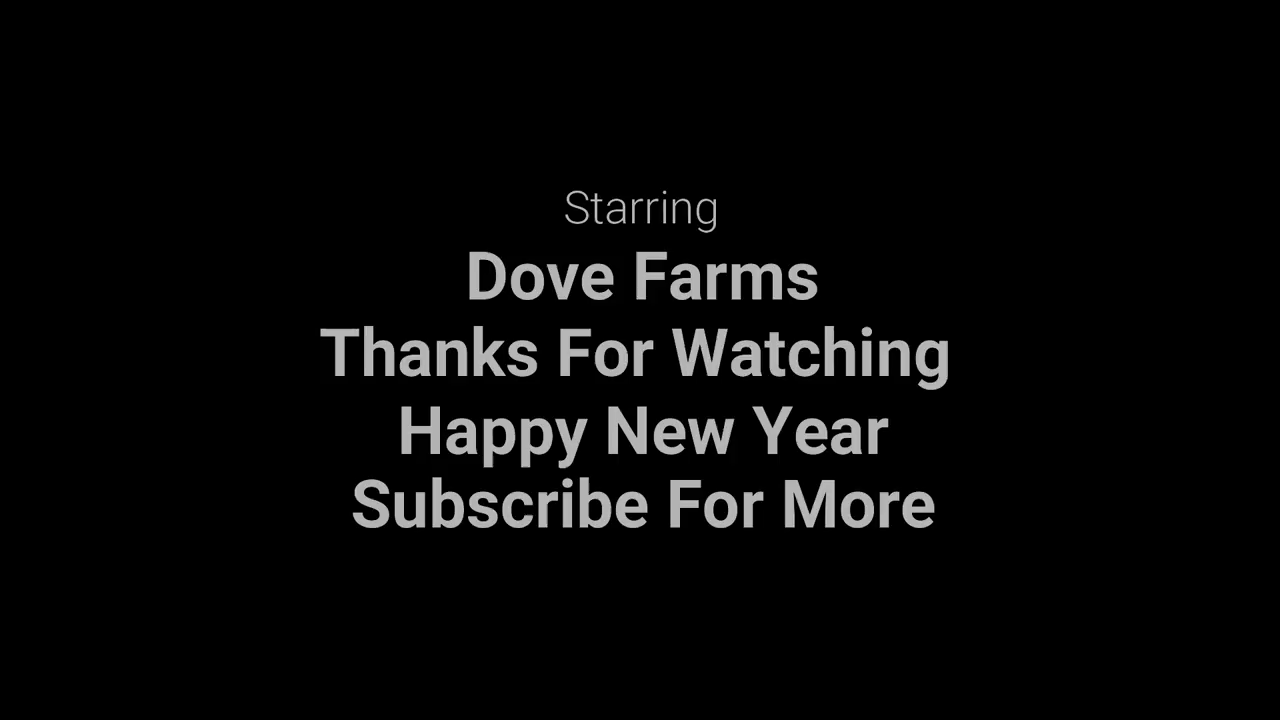 Starring
Dove Farms
Thanks For Watching
Happy New Year
Subscribe For More